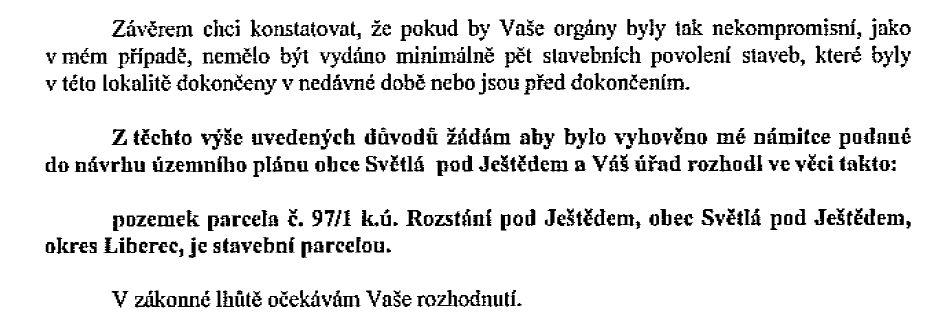 Závěrem chci konstatovat, že pokud by Vaše orgány byly tak nekompromisní, jako
v mém případě, nemělo být vydáno minimálně pět stavebních povolení staveb, které byly
v této lokalitě dokončeny v nedávné době nebo jsou před dokončením.
Z těchto výše uvedených důvodů žádám aby bylo vyhověno mé námitce podané
do návrhu územního plánu obce Světlá pod Ještědem a Váš úřad rozhodl ve věci takto:
pozemek parcela č. 97/1 k.ú. Rozstání pod Ještědem, obec Světlá pod Ještědem,
okres Liberec, je stavební parcelou.
V zákonné lhůtě očekávám Vaše rozhodnutí.